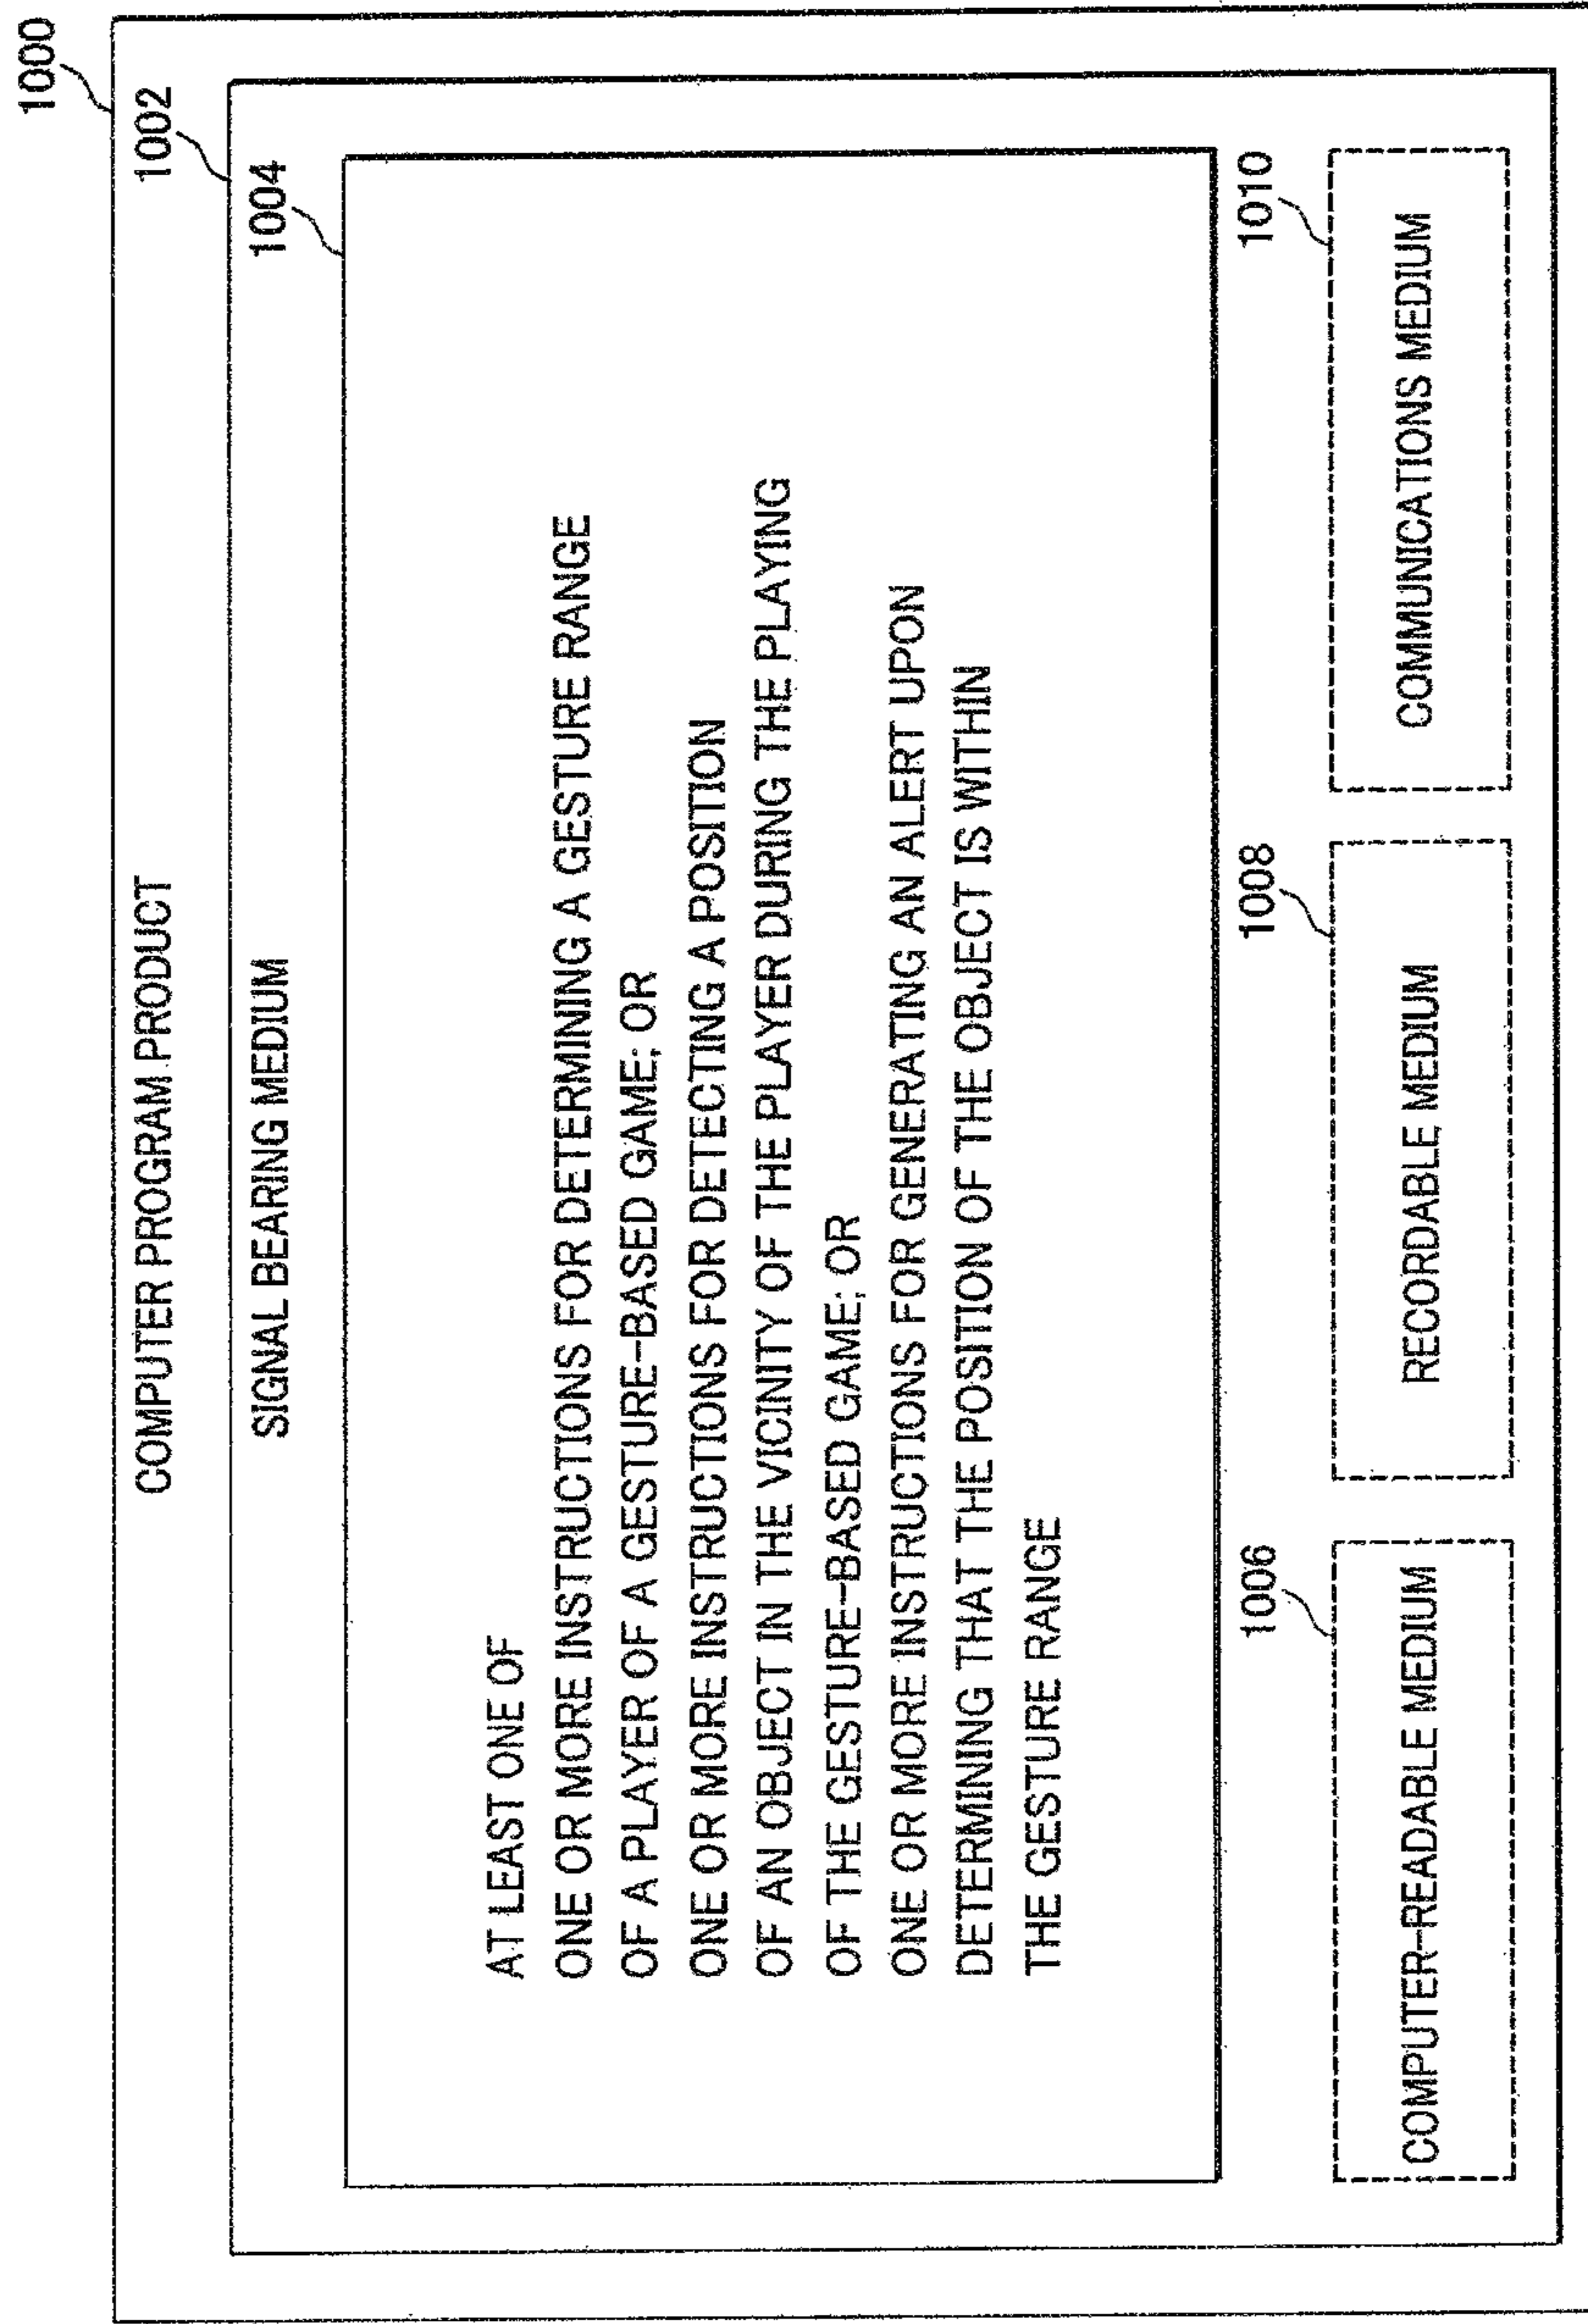 1000
COMPUTER PROGRAM PRODUCT
1002
SIGNAL BEARING MEDIUM
1004
AT LEAST ONE OF
ONE OR MORE INSTRUCTIONS FOR DETERMINING A GESTURE RANGE
OF A PLAYER OF A GESTURE-BASED GAME; OR
ONE OR MORE INSTRUCTIONS FOR DETECTING A POSITION
OF AN OBJECT IN THE VICINITY OF THE PLAYER DURING THE PLAYING
OF THE GESTURE-BASED GAME; OR
ONE OR MORE INSTRUCTIONS FOR GENERATING AN ALERT UPON
DETERMINING THAT THE POSITION OF THE OBJECT IS WITHIN
THE GESTURE RANGE
1006
COMPUTER-READABLE MEDIUM
1008
RECORDABLE MEDIUM
1010
COMMUNICATIONS MEDIUM